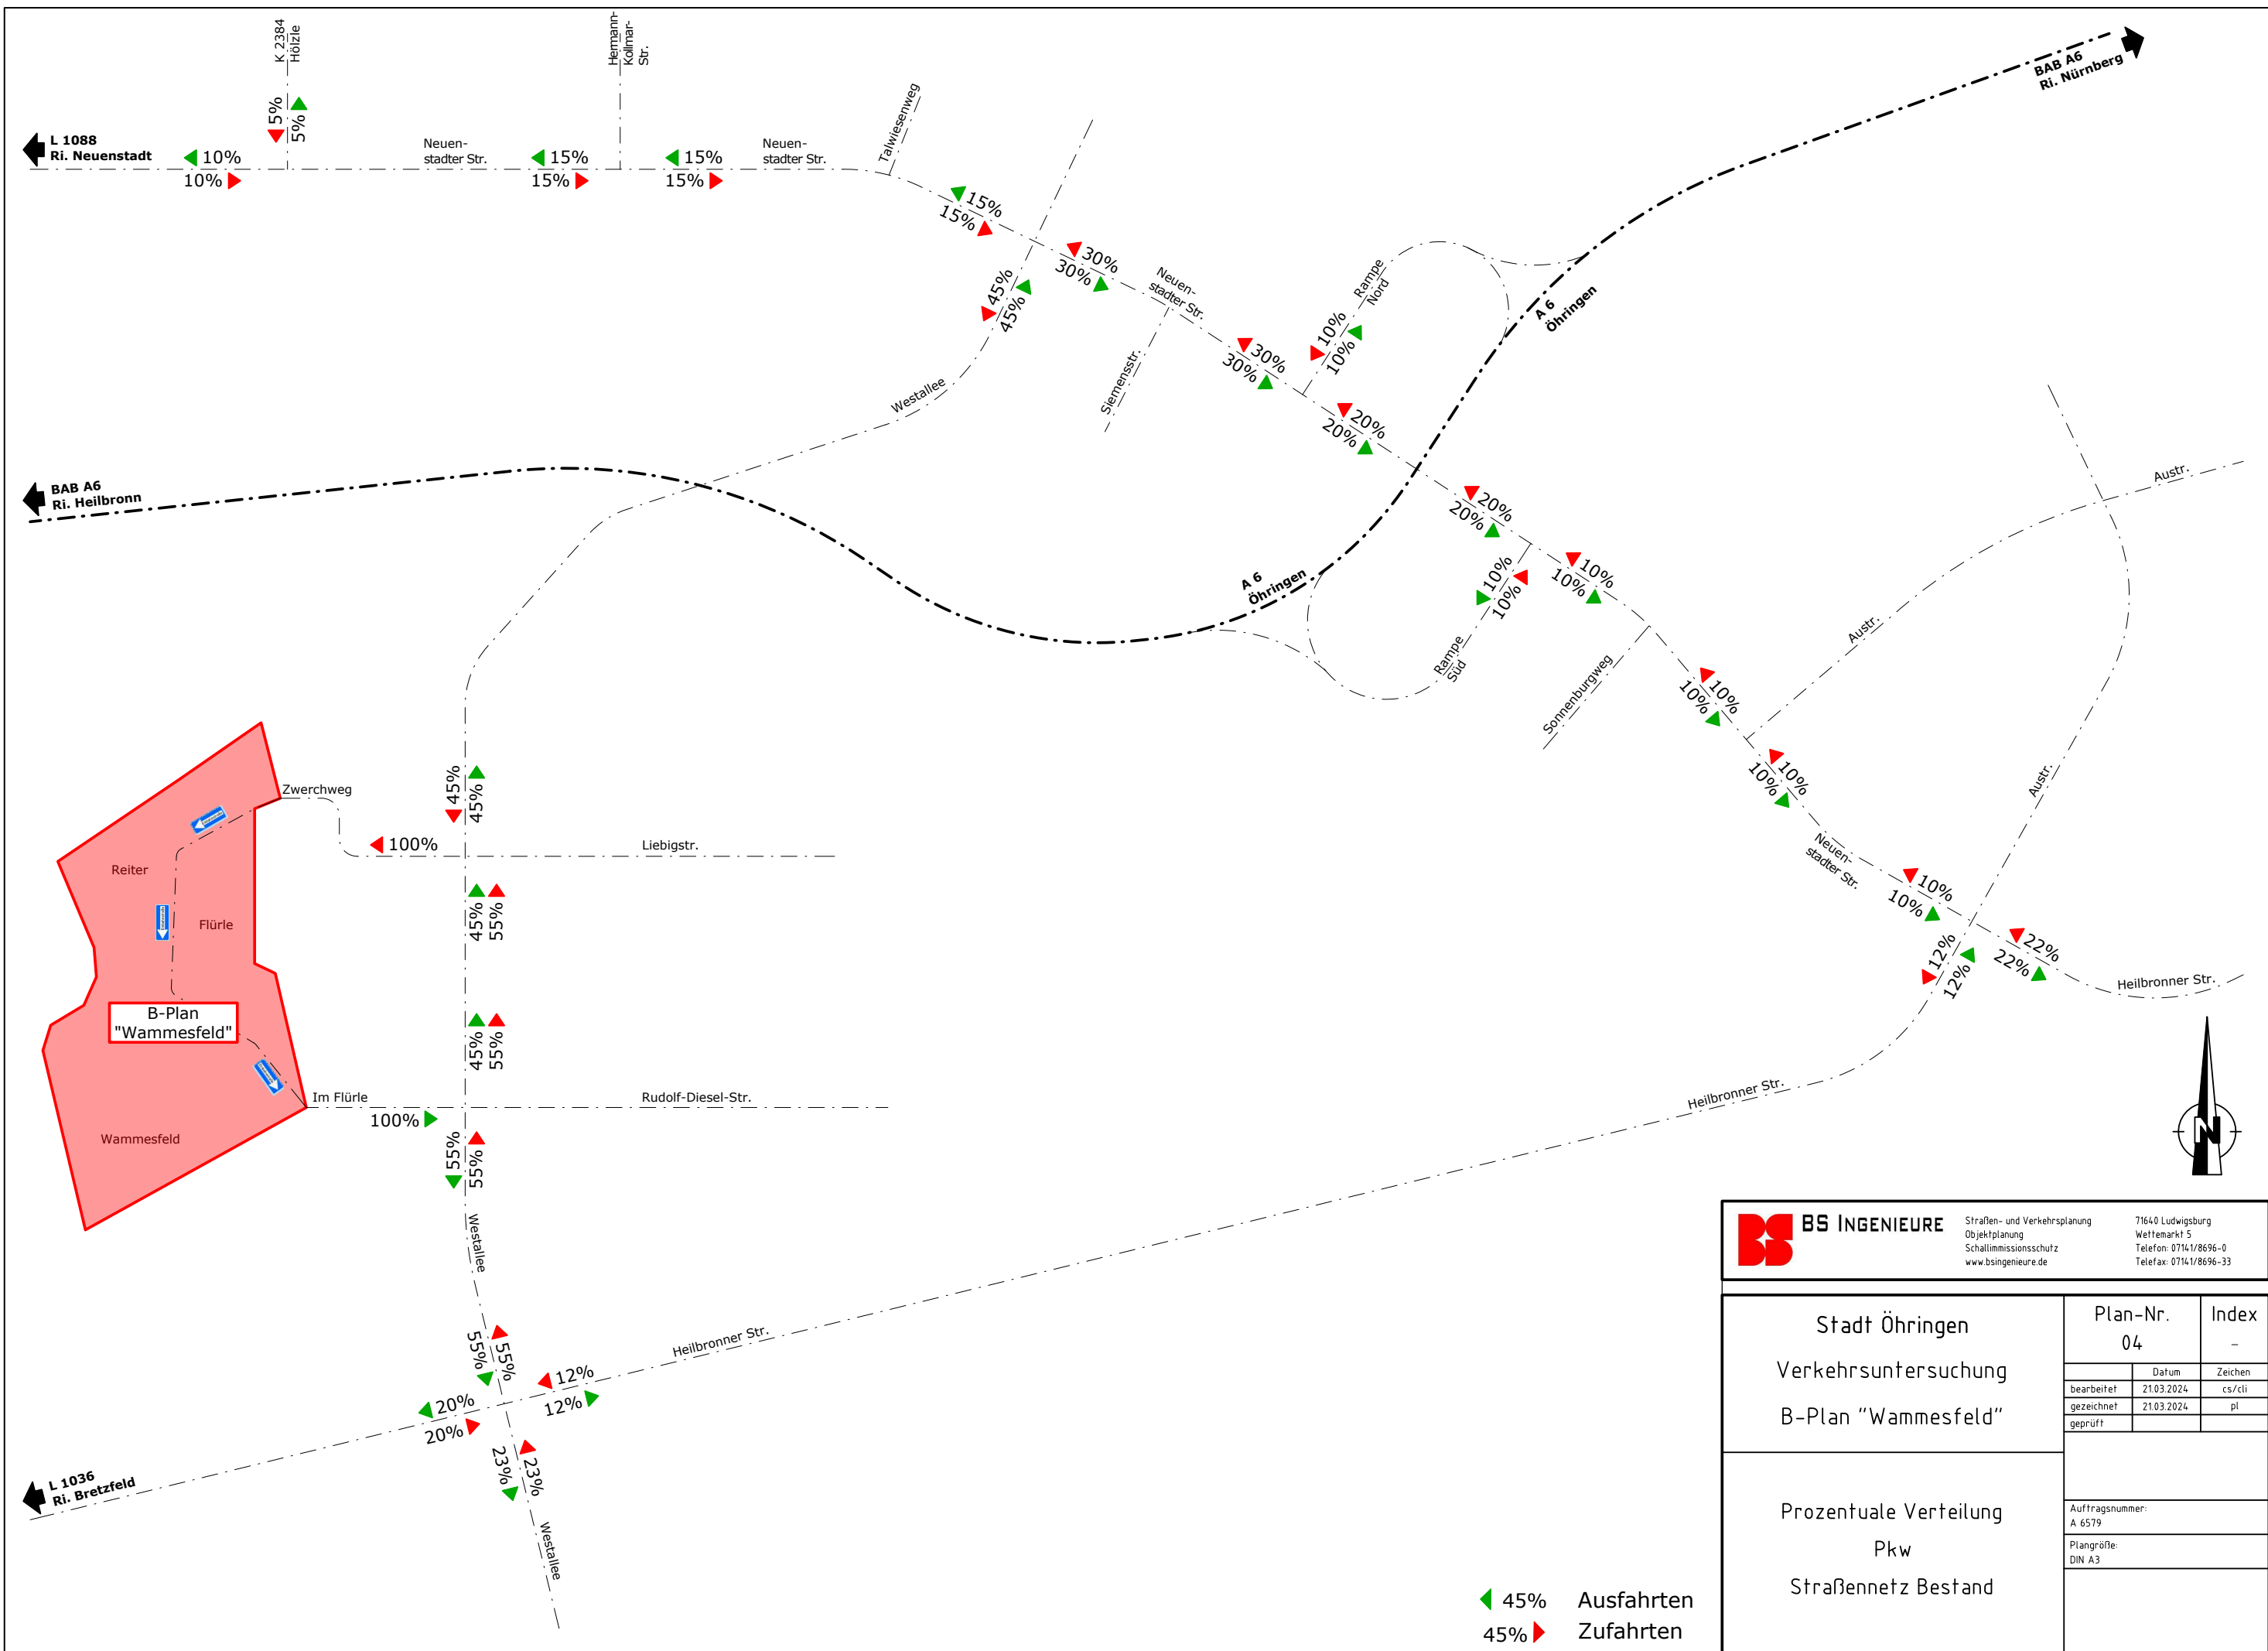 K 2384
Hölzle
Hermann-
Kollmar-
Str.
5%
5%
L 1088
Ri. Neuenstadt
10%
10%
Neuen-
stadter Str.
15%
15%
15%
15%
Neuen-
stadter Str.
Talwiesenweg
BAB A6
Ri. Nürnberg
15%
15%
30%
30%
45%
45%
Neuen-
stadter Str.
Siemensstr.
Westallee
30%
30%
Rampe
Nord
10%
10%
A 6
Öhringen
20%
20%
BAB A6
Ri. Heilbronn
20%
20%
Austr.
10%
10%
10%
10%
A 6
Öhringen
Rampe
Süd
Sonnenburgweg
Austr.
10%
10%
10%
10%
Austr.
Neuen-
stadter Str.
10%
10%
22%
22%
12%
12%
Heilbronner Str.
Heilbronner Str.
Zwerchweg
45%
45%
100%
Liebigstr.
Reiter
Flürle
45%
55%
B-Plan
"Wammesfeld"
45%
55%
Im Flürle
Rudolf-Diesel-Str.
100%
Wammesfeld
55%
55%
Westallee
55%
55%
Heilbronner Str.
12%
12%
20%
20%
23%
23%
L 1036
Ri. Bretzfeld
Westallee
N
BS INGENIEURE
Straßen- und Verkehrsplanung
Objektplanung
Schallimmissionsschutz
www.bsingenieure.de
71640 Ludwigsburg
Wettemarkt 5
Telefon: 07141/8696-0
Telefax: 07141/8696-33
Stadt Öhringen
Verkehrsuntersuchung
B-Plan "Wammesfeld"
Plan-Nr.
04
Index
-
Datum Zeichen
bearbeitet 21.03.2024 cs/cli
gezeichnet 21.03.2024 pl
geprüft
Prozentuale Verteilung
Pkw
Straßennetz Bestand
Auftragsnummer:
A 6579
Plangröße:
DIN A3
45% Ausfahrten
45% Zufahrten